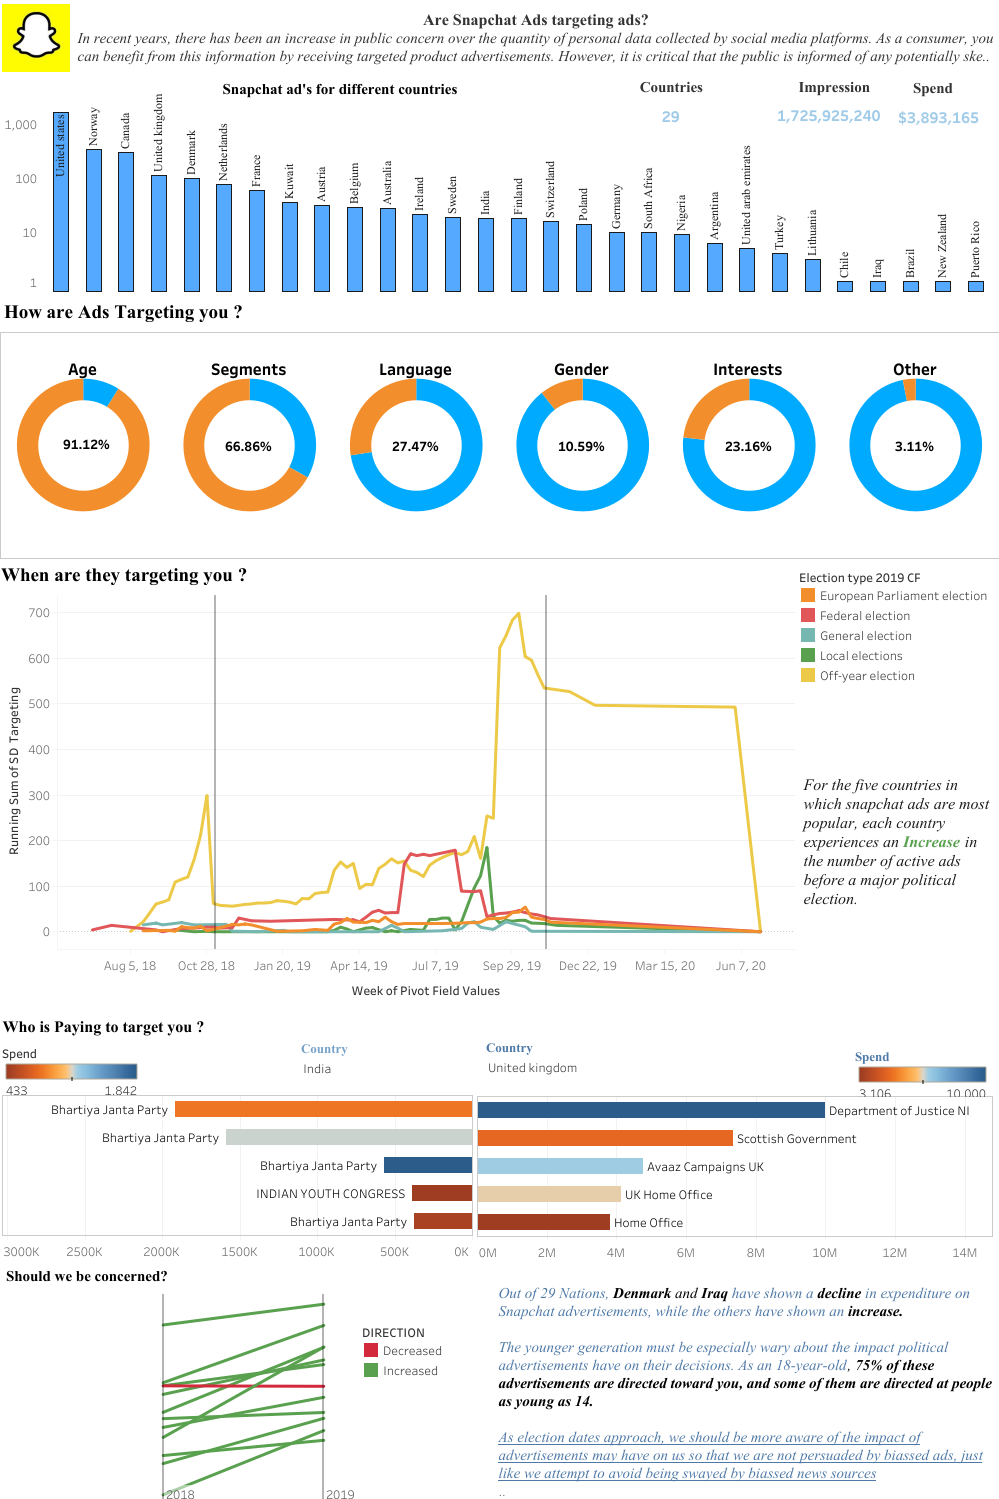 Are Snapchat Ads targeting ads?
In recent years, there has been an increase in public concern over the quantity of personal data collected by social media platforms. As a consumer, you
can benefit from this information by receiving targeted product advertisements. However, it is critical that the public is informed of any potentially ske..
Snapchat ad's for different countries
Countries
Impression
Spend
29
1,725,925,240
$3,893,165
1,000
100
10
1
United states
Norway
Canada
United kingdom
Denmark
Netherlands
France
Kuwait
Austria
Belgium
Australia
Ireland
Sweden
India
Finland
Switzerland
Poland
Germany
South Africa
Nigeria
Argentina
United arab emirates
Turkey
Lithuania
Chile
Iraq
Brazil
New Zealand
Puerto Rico
How are Ads Targeting you ?
Age
Segments
Language
Gender
Interests
Other
91.12%
66.86%
27.47%
10.59%
23.16%
3.11%
When are they targeting you ?
Election type 2019 CF
European Parliament election
Federal election
General election
Local elections
Off-year election
Running Sum of SD Targeting
700
600
500
400
300
200
100
0
Aug 5, 18
Oct 28, 18
Jan 20, 19
Apr 14, 19
Jul 7, 19
Sep 29, 19
Dec 22, 19
Mar 15, 20
Jun 7, 20
Week of Pivot Field Values
For the five countries in
which snapchat ads are most
popular, each country
experiences an Increase in
the number of active ads
before a major political
election.
Who is Paying to target you ?
Spend
433
1,842
Country
India
Country
United kingdom
Spend
3,106
10,000
Bhartiya Janta Party
Bhartiya Janta Party
Bhartiya Janta Party
INDIAN YOUTH CONGRESS
Bhartiya Janta Party
Department of Justice NI
Scottish Government
Avaaz Campaigns UK
UK Home Office
Home Office
3000K
2500K
2000K
1500K
1000K
500K
0K
0M
2M
4M
6M
8M
10M
12M
14M
Should we be concerned?
DIRECTION
Decreased
Increased
2018
2019
Out of 29 Nations, Denmark and Iraq have shown a decline in expenditure on
Snapchat advertisements, while the others have shown an increase.
The younger generation must be especially wary about the impact political
advertisements have on their decisions. As an 18-year-old, 75% of these
advertisements are directed toward you, and some of them are directed at people
as young as 14.
As election dates approach, we should be more aware of the impact of
advertisements may have on us so that we are not persuaded by biassed ads, just
like we attempt to avoid being swayed by biassed news sources
..